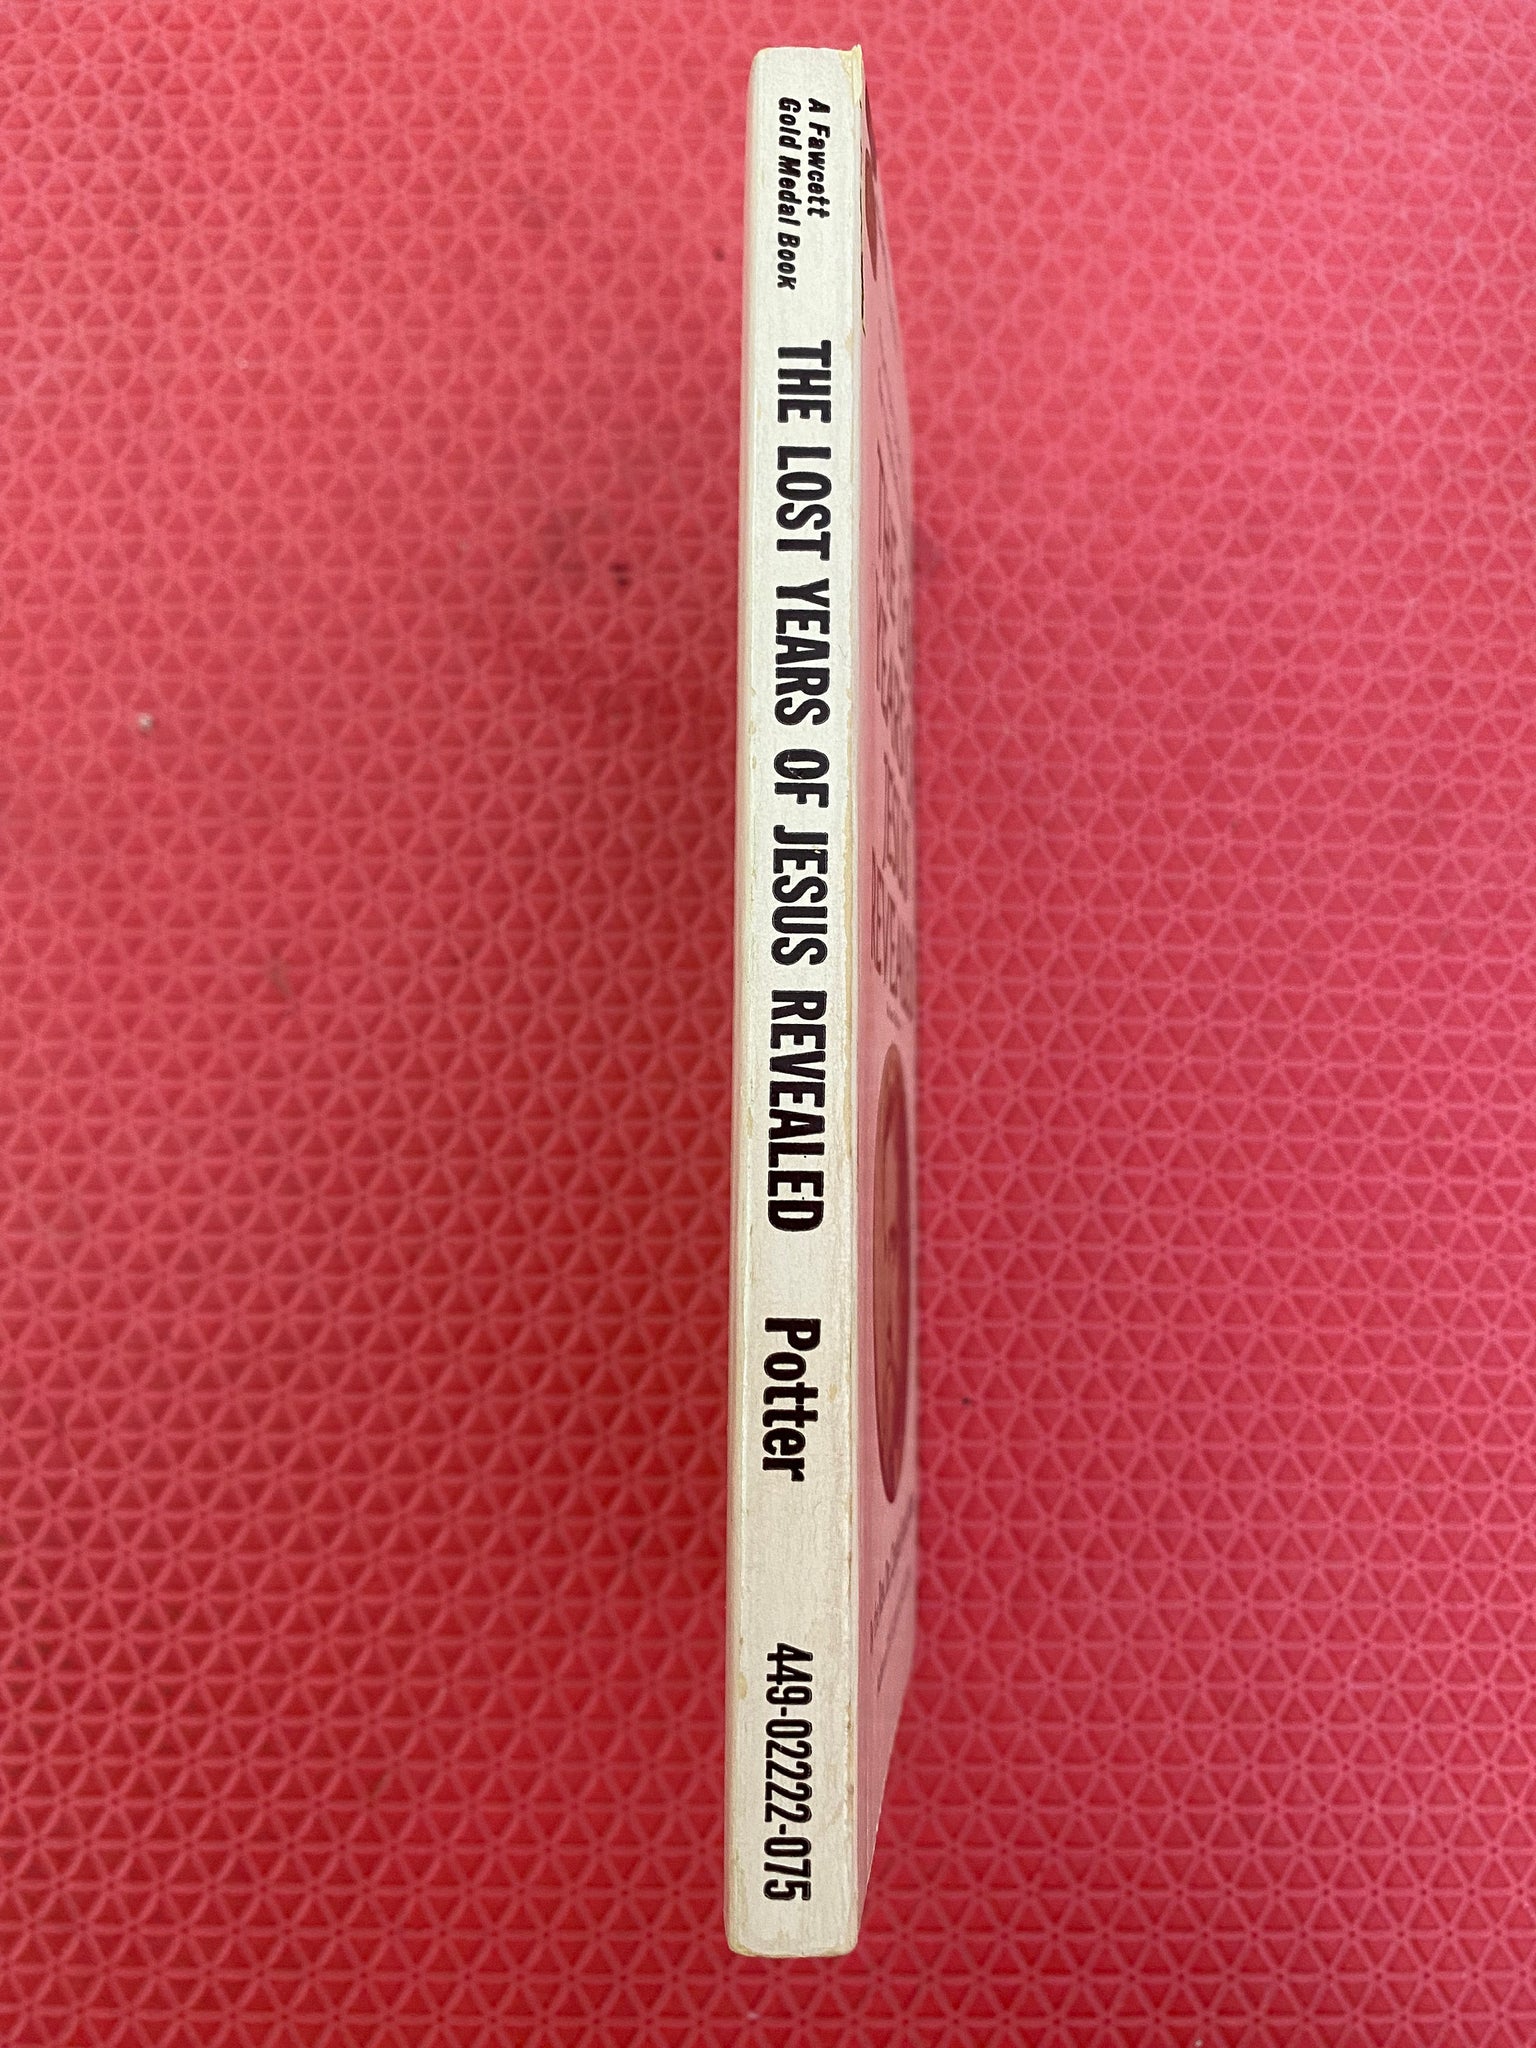 A Fawcett
Gold Medal Book
THE LOST YEARS OF JESUS REVEALED
Potter
449-02222-075